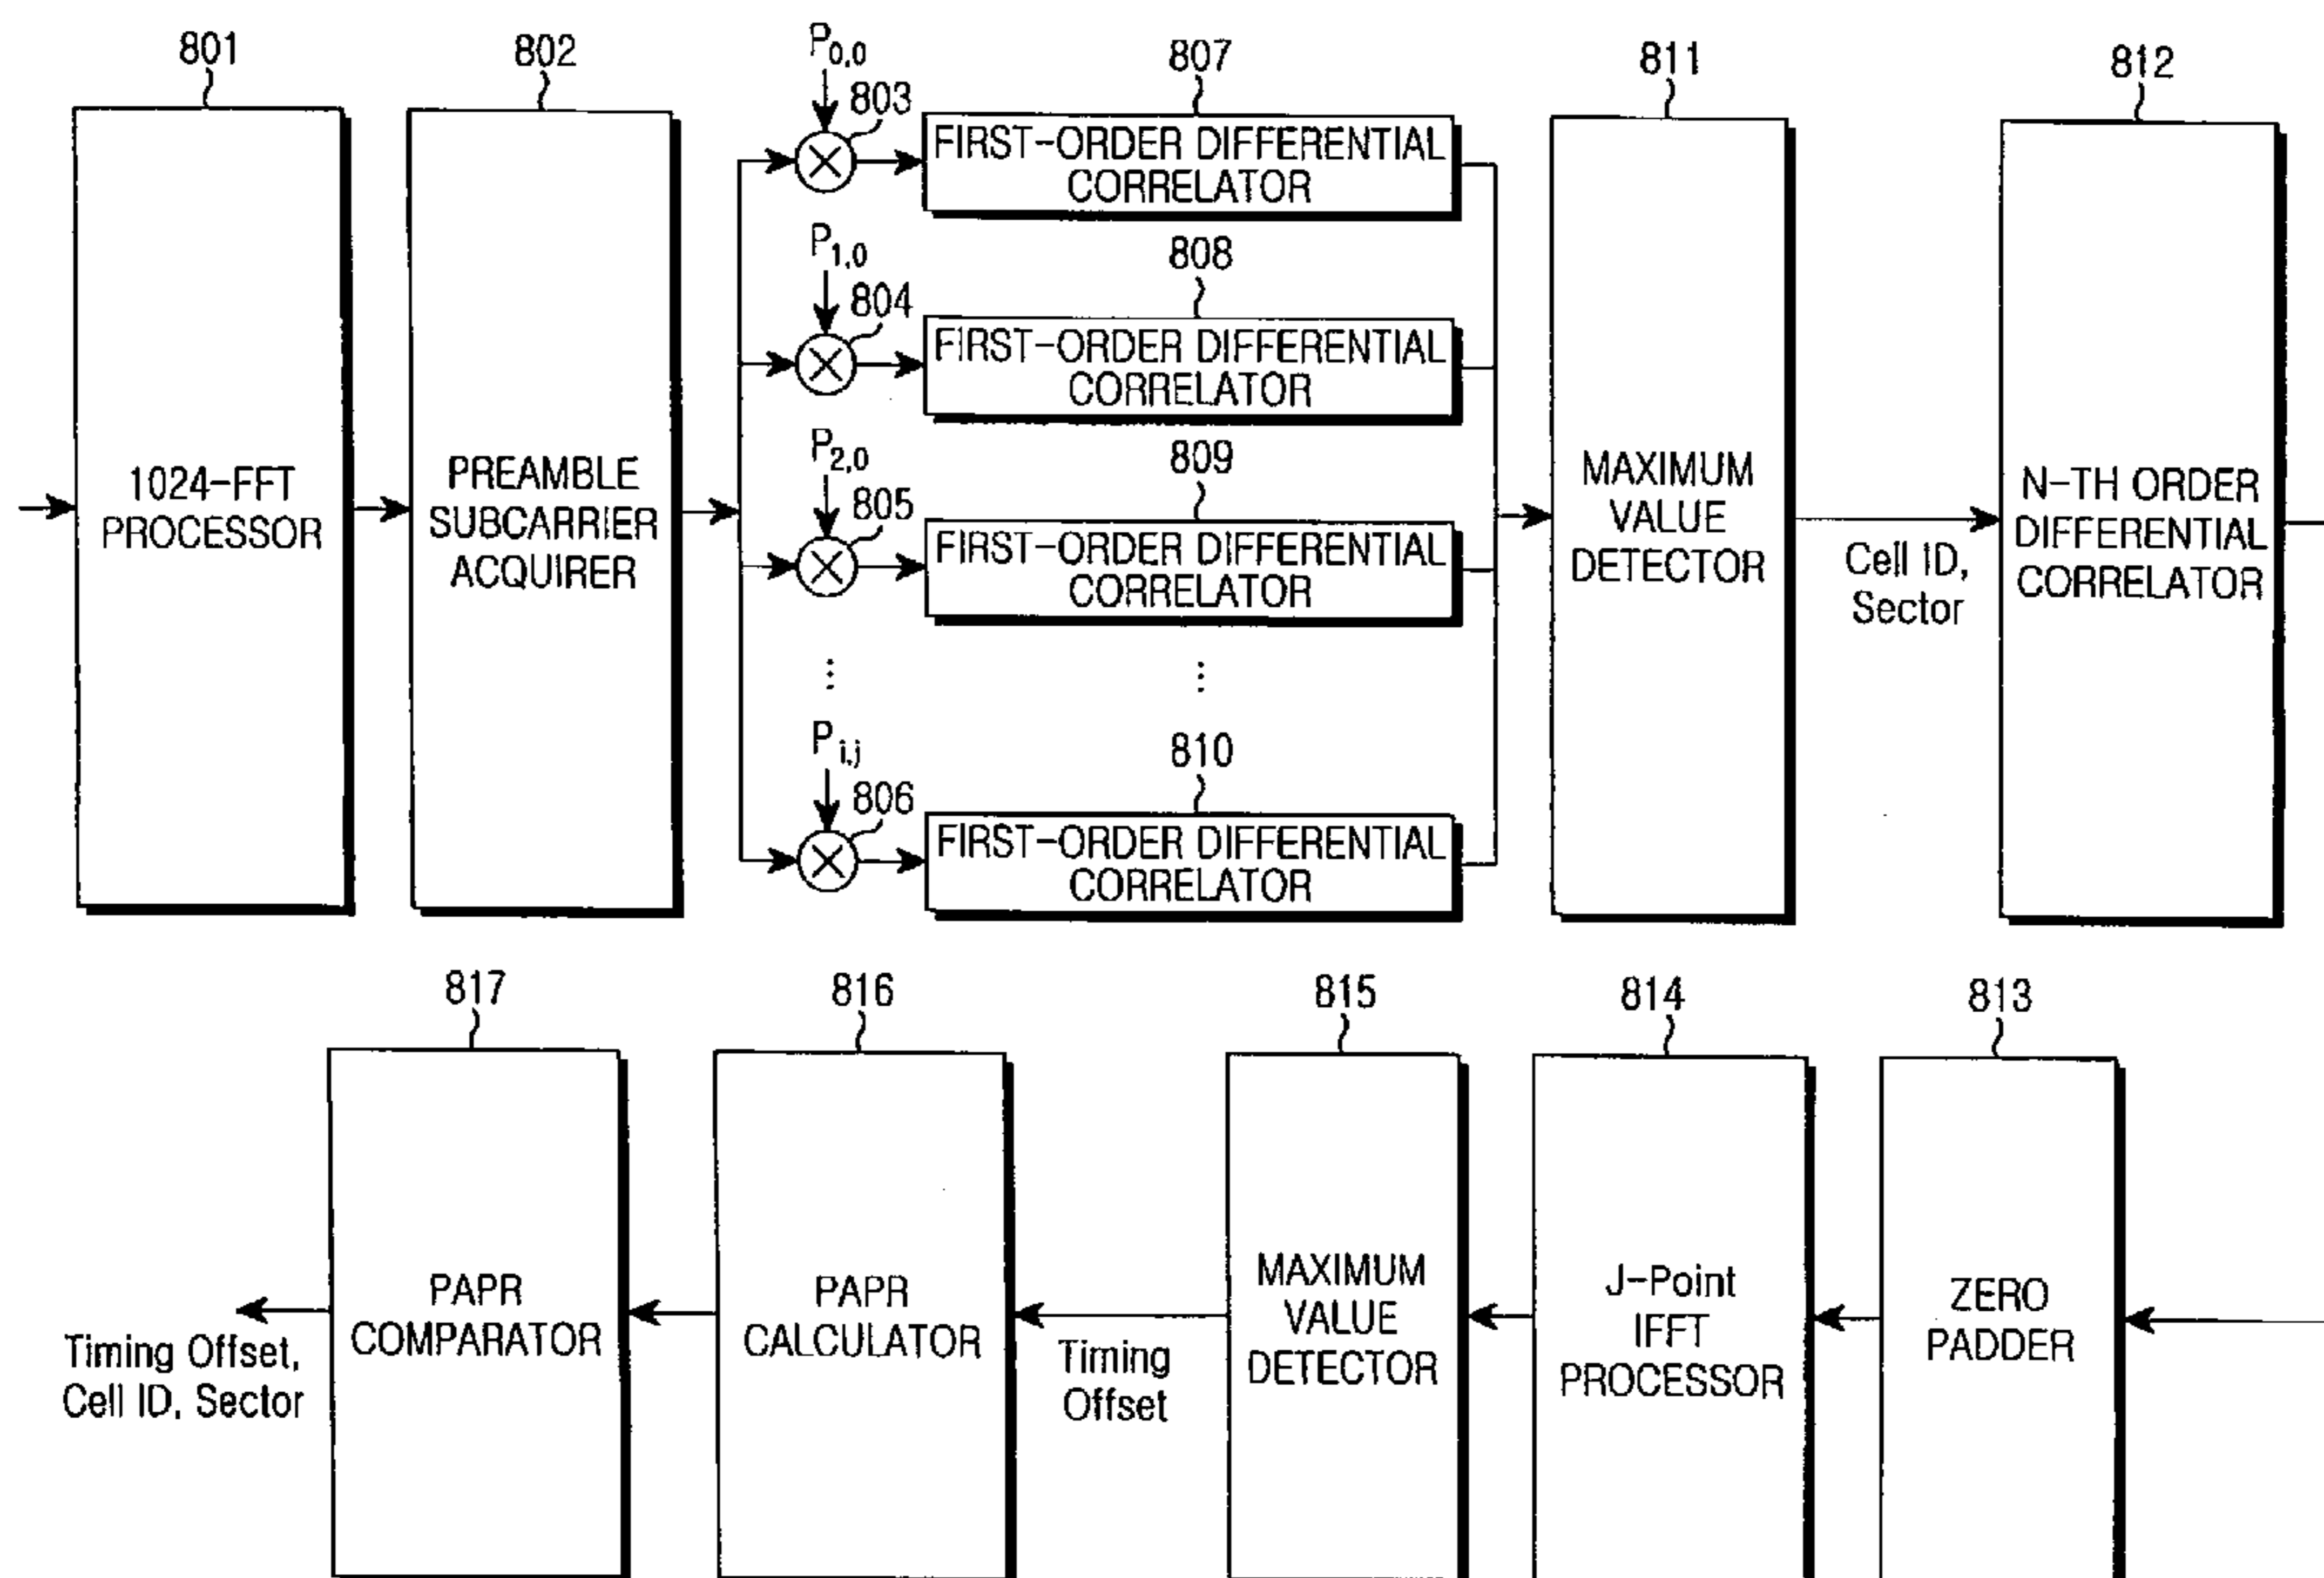 801
802
P0,0
803
807
811
812
FIRST-ORDER DIFFERENTIAL
CORRELATOR
P1,0
804
808
FIRST-ORDER DIFFERENTIAL
CORRELATOR
P2,0
805
809
FIRST-ORDER DIFFERENTIAL
CORRELATOR
1024-FFT
PROCESSOR
PREAMBLE
SUBCARRIER
ACQUIRER
MAXIMUM
VALUE
DETECTOR
Cell ID,
Sector
N-TH ORDER
DIFFERENTIAL
CORRELATOR
⋮
⋮
Pi,j
806
810
FIRST-ORDER DIFFERENTIAL
CORRELATOR
817
816
815
814
813
Timing Offset,
Cell ID, Sector
PAPR
COMPARATOR
PAPR
CALCULATOR
Timing
Offset
MAXIMUM
VALUE
DETECTOR
J-Point
IFFT
PROCESSOR
ZERO
PADDER